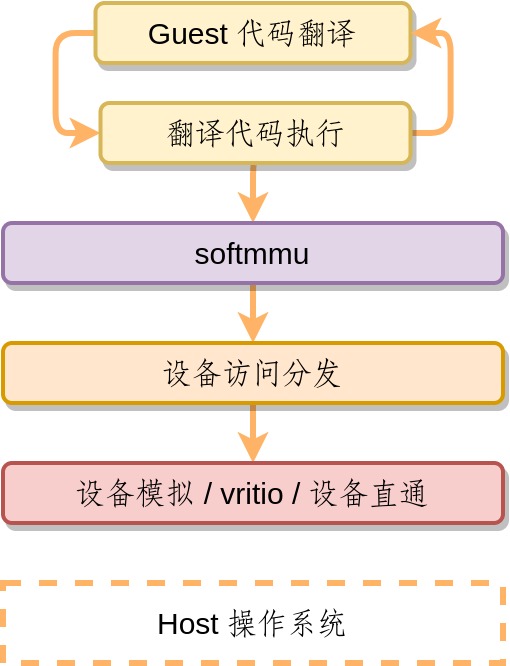 Guest 代码翻译
翻译代码执行
softmmu
设备访问分发
设备模拟 / vritio / 设备直通
Host 操作系统